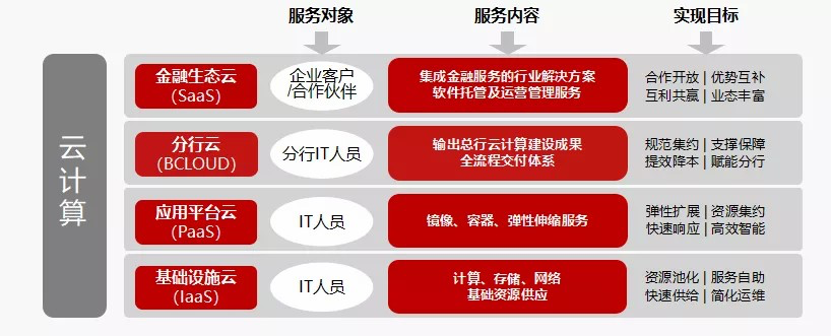 服务对象 服务内容 实现目标
云计算
金融生态云
(SaaS)
企业客户
/合作伙伴
集成金融服务的行业解决方案
软件托管及运营管理服务
合作开放 | 优势互补
互利共赢 | 业态丰富
分行云
(BCLOUD)
分行IT人员
输出总行云计算建设成果
全流程交付体系
规范集约 | 支撑保障
提效降本 | 赋能分行
应用平台云
(PaaS)
IT人员
镜像、容器、弹性伸缩服务
弹性扩展 | 资源集约
快速响应 | 高效智能
基础设施云
(IaaS)
IT人员
计算、存储、网络
基础资源供应
资源池化 | 服务自助
快速供给 | 简化运维